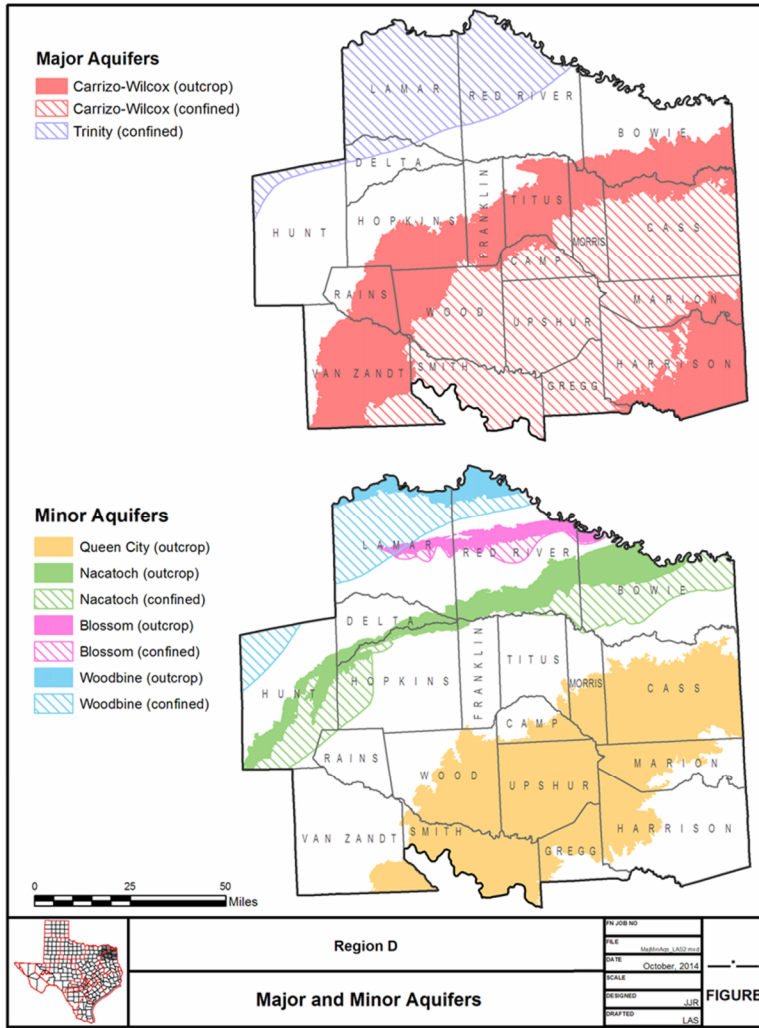 Major Aquifers
Carrizo-Wilcox (outcrop)
Carrizo-Wilcox (confined)
Trinity (confined)
LAMAR
RED RIVER
BOWIE
DELTA
FRANKLIN
TITUS
HOPKINS
HUNT
MORRIS
CASS
CAMP
RAINS
MARION
WOOD
UPSHUR
VAN ZANDT
SMITH
HARRISON
GREGG
Minor Aquifers
Queen City (outcrop)
Nacatoch (outcrop)
Nacatoch (confined)
Blossom (outcrop)
Blossom (confined)
Woodbine (outcrop)
Woodbine (confined)
LAMAR
RED RIVER
BOWIE
DELTA
FRANKLIN
TITUS
HOPKINS
HUNT
MORRIS
CASS
CAMP
RAINS
MARION
WOOD
UPSHUR
VAN ZANDT
SMITH
HARRISON
GREGG
0 25 50
Miles
Region D
Major and Minor Aquifers
FN JOB NO
FILE
MajMinAqs_LAS2.mxd
DATE
October, 2014
SCALE
DESIGNED
JJR
DRAFTED
LAS
FIGURE